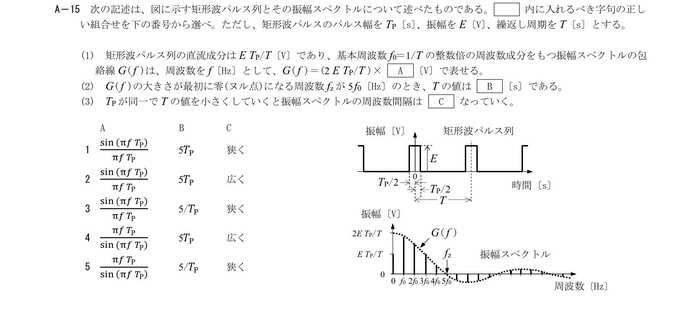 A-15 次の記述は、図に示す矩形波パルス列とその振幅スペクトルについて述べたものである。　　内に入れるべき字句の正し
い組合せを下の番号から選べ。ただし、矩形波パルスのパルス幅を TP〔s〕、振幅を E〔V〕、繰返し周期を T〔s〕とする。
(1) 矩形波パルス列の直流成分は E TP/T〔V〕であり、基本周波数 f0=1/T の整数倍の周波数成分をもつ振幅スペクトルの包
絡線 G(f) は、周波数を f〔Hz〕として、G(f)=(2 E TP/T)× A 〔V〕で表せる。
(2) G(f) の大きさが最初に零(ヌル点)になる周波数 fz が 5f0〔Hz〕のとき、T の値は B 〔s〕である。
(3) TP が同一で T の値を小さくしていくと振幅スペクトルの周波数間隔は C なっていく。
A B C
1 sin (πf TP)/πf TP 5TP 狭く
2 sin (πf TP)/πf TP 5TP 広く
3 sin (πf TP)/πf TP 5/TP 狭く
4 πf TP/sin (πf TP) 5TP 広く
5 πf TP/sin (πf TP) 5/TP 狭く
振幅〔V〕 矩形波パルス列
E
0
TP/2
TP/2
T
時間〔s〕
振幅〔V〕
2E TP/T
G(f)
fz
振幅スペクトル
E TP/T
0
0 f0 2f0 3f0 4f0 5f0
周波数〔Hz〕